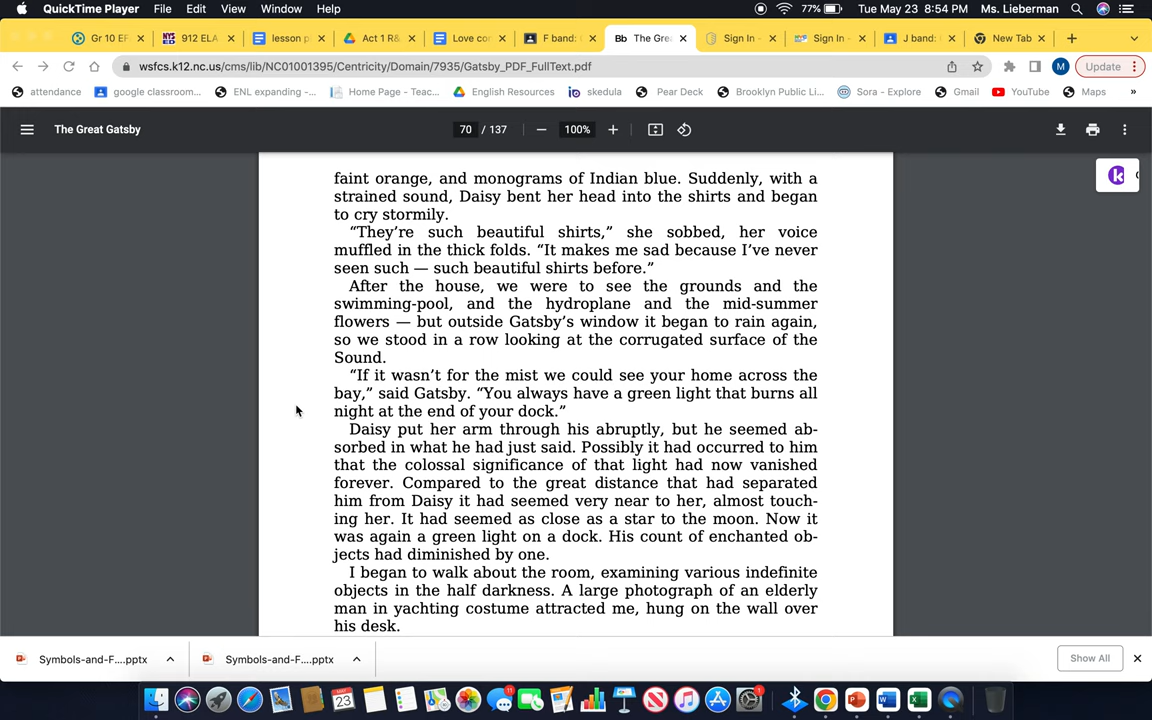 QuickTime Player File Edit View Window Help 77% Tue May 23 8:54 PM Ms. Lieberman
Gr 10 EF 912 ELA lesson p Act 1 R& Love co F band: Bb The Gre Sign In - Sign In - J band: New Tab
wsfcs.k12.nc.us/cms/lib/NC01001395/Centricity/Domain/7935/Gatsby_PDF_FullText.pdf M Update
attendance google classroom... ENL expanding -... Home Page - Teac... English Resources skedula Pear Deck Brooklyn Public Li... Sora - Explore Gmail YouTube Maps »
The Great Gatsby 70 / 137 — 100% +
faint orange, and monograms of Indian blue. Suddenly, with a
strained sound, Daisy bent her head into the shirts and began
to cry stormily.
“They’re such beautiful shirts,” she sobbed, her voice
muffled in the thick folds. “It makes me sad because I’ve never
seen such — such beautiful shirts before.”
After the house, we were to see the grounds and the
swimming-pool, and the hydroplane and the mid-summer
flowers — but outside Gatsby’s window it began to rain again,
so we stood in a row looking at the corrugated surface of the
Sound.
“If it wasn’t for the mist we could see your home across the
bay,” said Gatsby. “You always have a green light that burns all
night at the end of your dock.”
Daisy put her arm through his abruptly, but he seemed ab-
sorbed in what he had just said. Possibly it had occurred to him
that the colossal significance of that light had now vanished
forever. Compared to the great distance that had separated
him from Daisy it had seemed very near to her, almost touch-
ing her. It had seemed as close as a star to the moon. Now it
was again a green light on a dock. His count of enchanted ob-
jects had diminished by one.
I began to walk about the room, examining various indefinite
objects in the half darkness. A large photograph of an elderly
man in yachting costume attracted me, hung on the wall over
his desk.
Symbols-and-F....pptx Symbols-and-F....pptx Show All